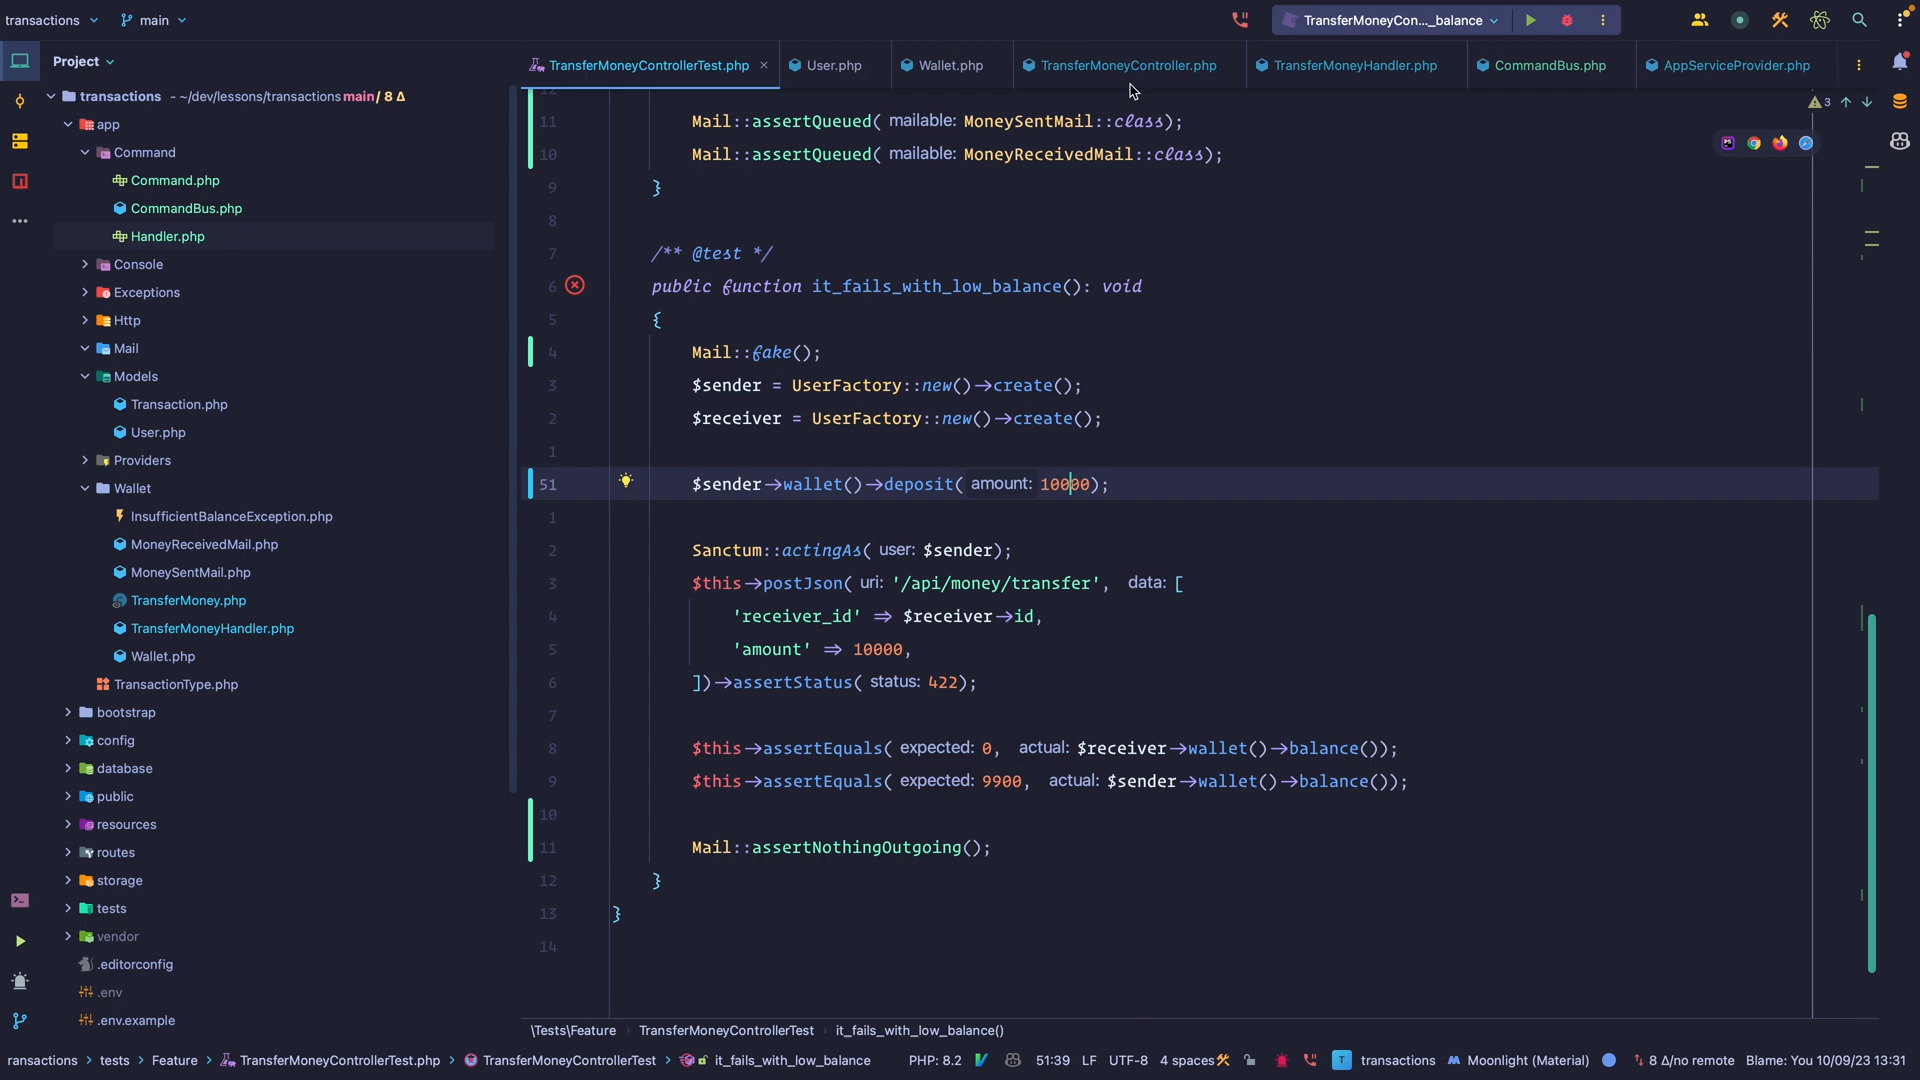 transactions main TransferMoneyCon..._balance
Project
TransferMoneyControllerTest.php User.php Wallet.php TransferMoneyController.php TransferMoneyHandler.php CommandBus.php AppServiceProvider.php
transactions - ~/dev/lessons/transactions main / 8 Δ
app
Command
Command.php
CommandBus.php
Handler.php
Console
Exceptions
Http
Mail
Models
Transaction.php
User.php
Providers
Wallet
InsufficientBalanceException.php
MoneyReceivedMail.php
MoneySentMail.php
TransferMoney.php
TransferMoneyHandler.php
Wallet.php
TransactionType.php
bootstrap
config
database
public
resources
routes
storage
tests
vendor
.editorconfig
.env
.env.example
3
12
11 Mail::assertQueued( mailable: MoneySentMail::class);
10 Mail::assertQueued( mailable: MoneyReceivedMail::class);
9 }
8
7 /** @test */
6 public function it_fails_with_low_balance(): void
5 {
4 Mail::fake();
3 $sender = UserFactory::new()->create();
2 $receiver = UserFactory::new()->create();
1
51 $sender->wallet()->deposit( amount: 10000);
1
2 Sanctum::actingAs( user: $sender);
3 $this->postJson( uri: '/api/money/transfer', data: [
4 'receiver_id' => $receiver->id,
5 'amount' => 10000,
6 ])->assertStatus( status: 422);
7
8 $this->assertEquals( expected: 0, actual: $receiver->wallet()->balance());
9 $this->assertEquals( expected: 9900, actual: $sender->wallet()->balance());
10
11 Mail::assertNothingOutgoing();
12 }
13 }
14
\Tests\Feature TransferMoneyControllerTest it_fails_with_low_balance()
ransactions tests Feature TransferMoneyControllerTest.php TransferMoneyControllerTest it_fails_with_low_balance PHP: 8.2 51:39 LF UTF-8 4 spaces T transactions Moonlight (Material) 8 Δ/no remote Blame: You 10/09/23 13:31